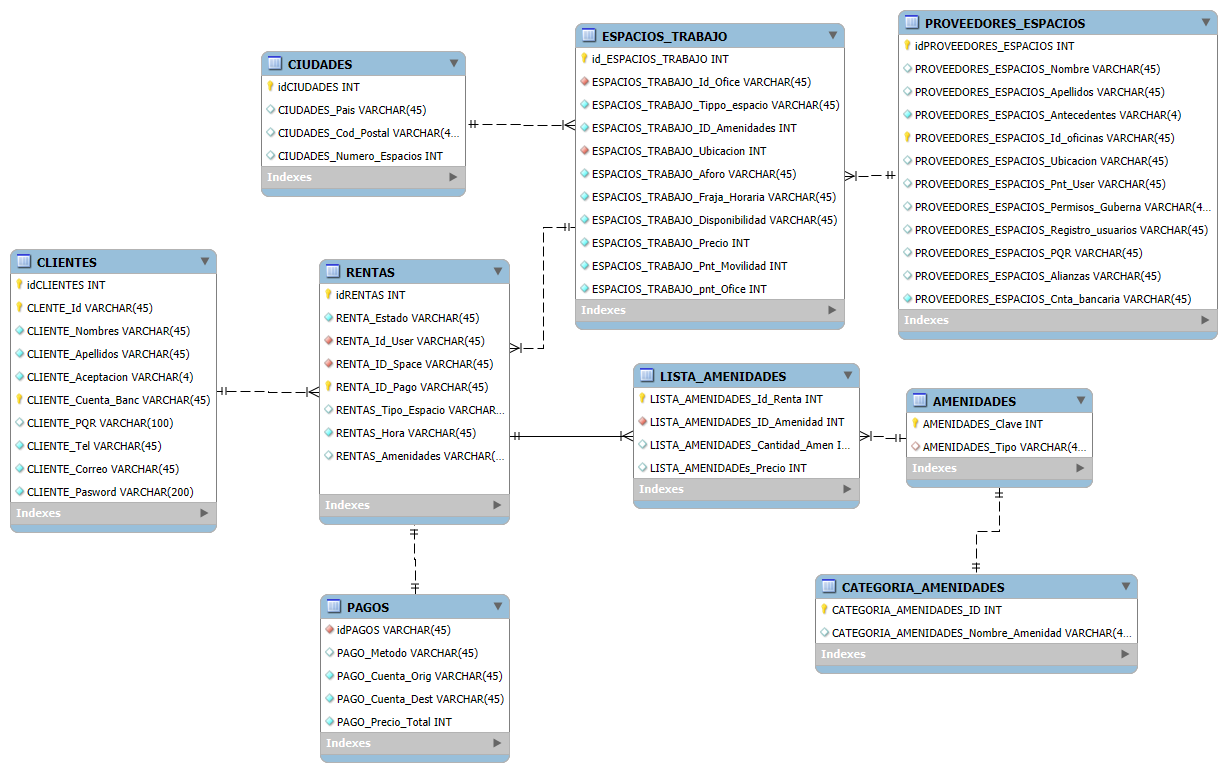 CIUDADES
idCIUDADES INT
CIUDADES_Pais VARCHAR(45)
CIUDADES_Cod_Postal VARCHAR(4...
CIUDADES_Numero_Espacios INT
Indexes
ESPACIOS_TRABAJO
id_ESPACIOS_TRABAJO INT
ESPACIOS_TRABAJO_Id_Ofice VARCHAR(45)
ESPACIOS_TRABAJO_Tippo_espacio VARCHAR(45)
ESPACIOS_TRABAJO_ID_Amenidades INT
ESPACIOS_TRABAJO_Ubicacion INT
ESPACIOS_TRABAJO_Aforo VARCHAR(45)
ESPACIOS_TRABAJO_Fraja_Horaria VARCHAR(45)
ESPACIOS_TRABAJO_Disponibilidad VARCHAR(45)
ESPACIOS_TRABAJO_Precio INT
ESPACIOS_TRABAJO_Pnt_Movilidad INT
ESPACIOS_TRABAJO_pnt_Ofice INT
Indexes
PROVEEDORES_ESPACIOS
idPROVEEDORES_ESPACIOS INT
PROVEEDORES_ESPACIOS_Nombre VARCHAR(45)
PROVEEDORES_ESPACIOS_Apellidos VARCHAR(45)
PROVEEDORES_ESPACIOS_Antecedentes VARCHAR(4)
PROVEEDORES_ESPACIOS_Id_oficinas VARCHAR(45)
PROVEEDORES_ESPACIOS_Ubicacion VARCHAR(45)
PROVEEDORES_ESPACIOS_Pnt_User VARCHAR(45)
PROVEEDORES_ESPACIOS_Permisos_Guberna VARCHAR(4...
PROVEEDORES_ESPACIOS_Registro_usuarios VARCHAR(45)
PROVEEDORES_ESPACIOS_PQR VARCHAR(45)
PROVEEDORES_ESPACIOS_Alianzas VARCHAR(45)
PROVEEDORES_ESPACIOS_Cnta_bancaria VARCHAR(45)
Indexes
CLIENTES
idCLIENTES INT
CLENTE_Id VARCHAR(45)
CLIENTE_Nombres VARCHAR(45)
CLIENTE_Apellidos VARCHAR(45)
CLIENTE_Aceptacion VARCHAR(4)
CLIENTE_Cuenta_Banc VARCHAR(45)
CLIENTE_PQR VARCHAR(100)
CLIENTE_Tel VARCHAR(45)
CLIENTE_Correo VARCHAR(45)
CLIENTE_Pasword VARCHAR(200)
Indexes
RENTAS
idRENTAS INT
RENTA_Estado VARCHAR(45)
RENTA_Id_User VARCHAR(45)
RENTA_ID_Space VARCHAR(45)
RENTA_ID_Pago VARCHAR(45)
RENTAS_Tipo_Espacio VARCHAR...
RENTAS_Hora VARCHAR(45)
RENTAS_Amenidades VARCHAR(...
Indexes
LISTA_AMENIDADES
LISTA_AMENIDADES_Id_Renta INT
LISTA_AMENIDADES_ID_Amenidad INT
LISTA_AMENIDADES_Cantidad_Amen I...
LISTA_AMENIDADEs_Precio INT
Indexes
AMENIDADES
AMENIDADES_Clave INT
AMENIDADES_Tipo VARCHAR(4...
Indexes
PAGOS
idPAGOS VARCHAR(45)
PAGO_Metodo VARCHAR(45)
PAGO_Cuenta_Orig VARCHAR(45)
PAGO_Cuenta_Dest VARCHAR(45)
PAGO_Precio_Total INT
Indexes
CATEGORIA_AMENIDADES
CATEGORIA_AMENIDADES_ID INT
CATEGORIA_AMENIDADES_Nombre_Amenidad VARCHAR(4...
Indexes